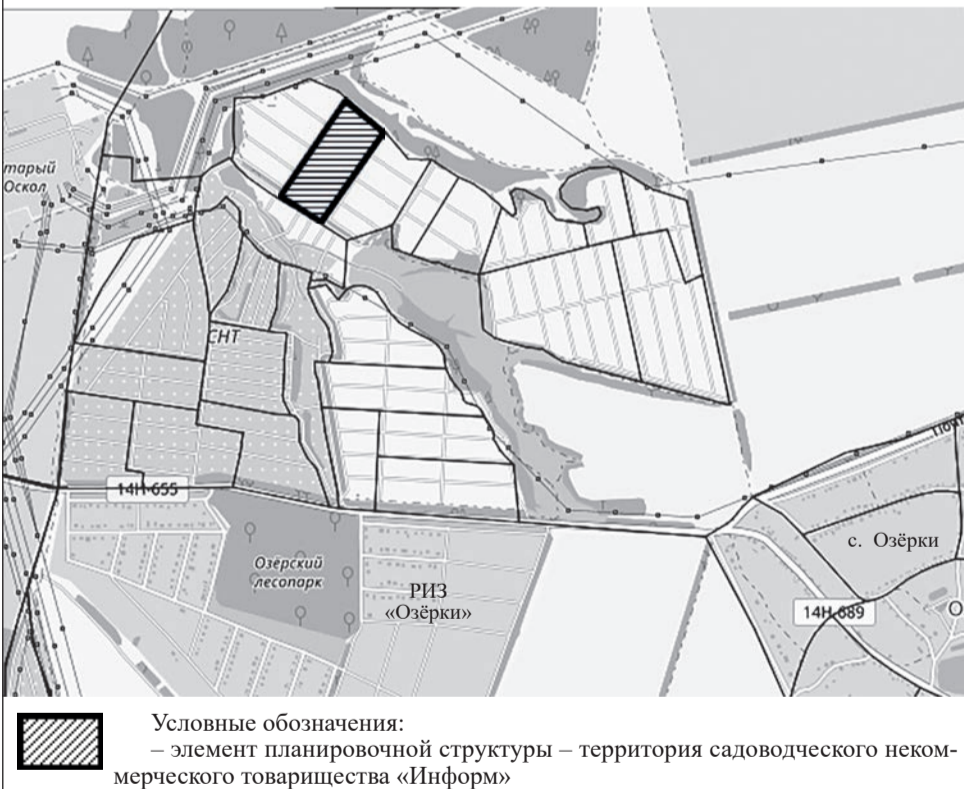 тарый
Оскол
СНТ
14Н-655
Озёрский
лесопарк
РИЗ
«Озёрки»
с. Озёрки
14Н-689
О
Условные обозначения:
– элемент планировочной структуры – территория садоводческого неком-
мерческого товарищества «Информ»